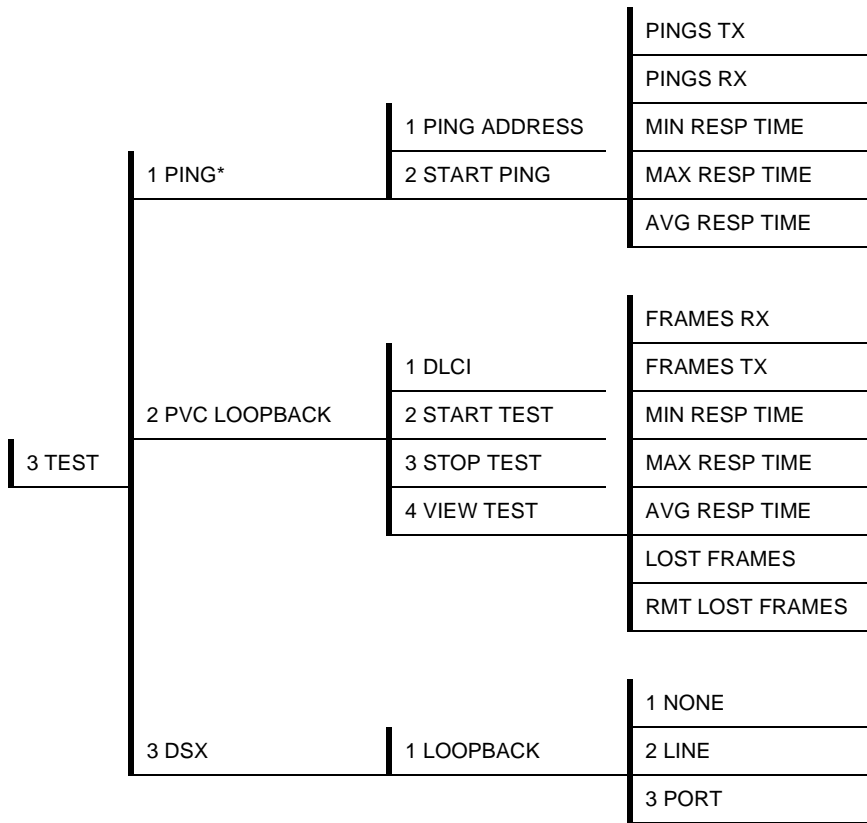 3 TEST
1 PING*
1 PING ADDRESS
2 START PING
PINGS TX
PINGS RX
MIN RESP TIME
MAX RESP TIME
AVG RESP TIME
2 PVC LOOPBACK
1 DLCI
2 START TEST
3 STOP TEST
4 VIEW TEST
FRAMES RX
FRAMES TX
MIN RESP TIME
MAX RESP TIME
AVG RESP TIME
LOST FRAMES
RMT LOST FRAMES
3 DSX
1 LOOPBACK
1 NONE
2 LINE
3 PORT